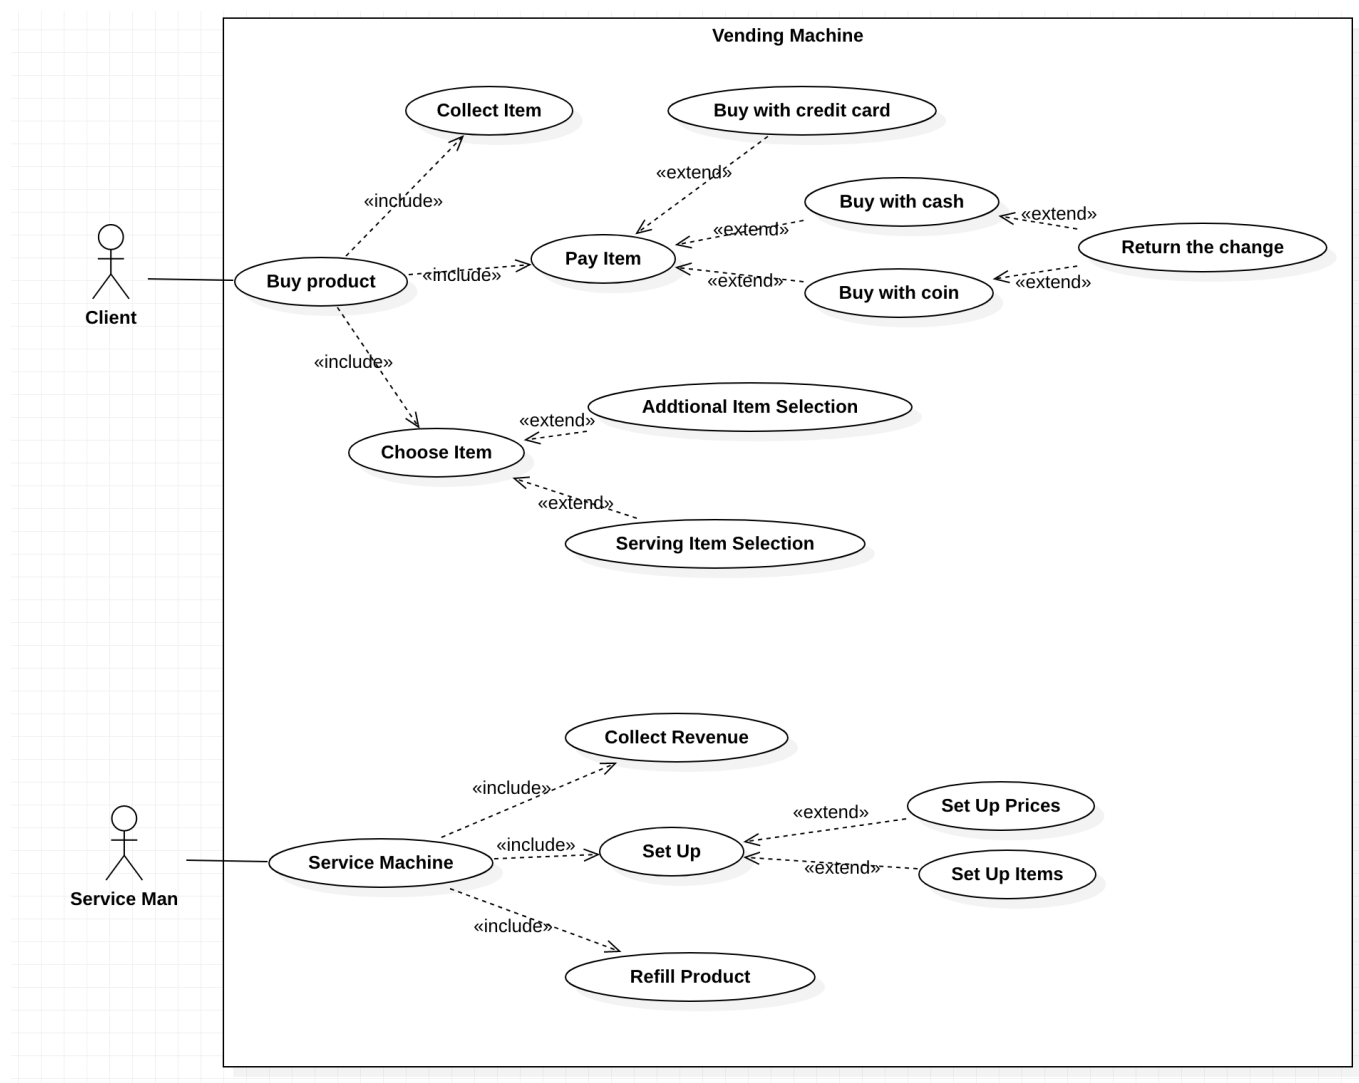 Vending Machine
Collect Item
Buy with credit card
«extend»
«include»
Buy with cash
«extend»
«extend»
Return the change
Pay Item
Buy product
«include»
«extend»
Buy with coin
«extend»
Client
«include»
Addtional Item Selection
«extend»
Choose Item
«extend»
Serving Item Selection
Collect Revenue
«include»
Set Up Prices
«extend»
«include»
Set Up
Service Machine
«extend»
Set Up Items
Service Man
«include»
Refill Product